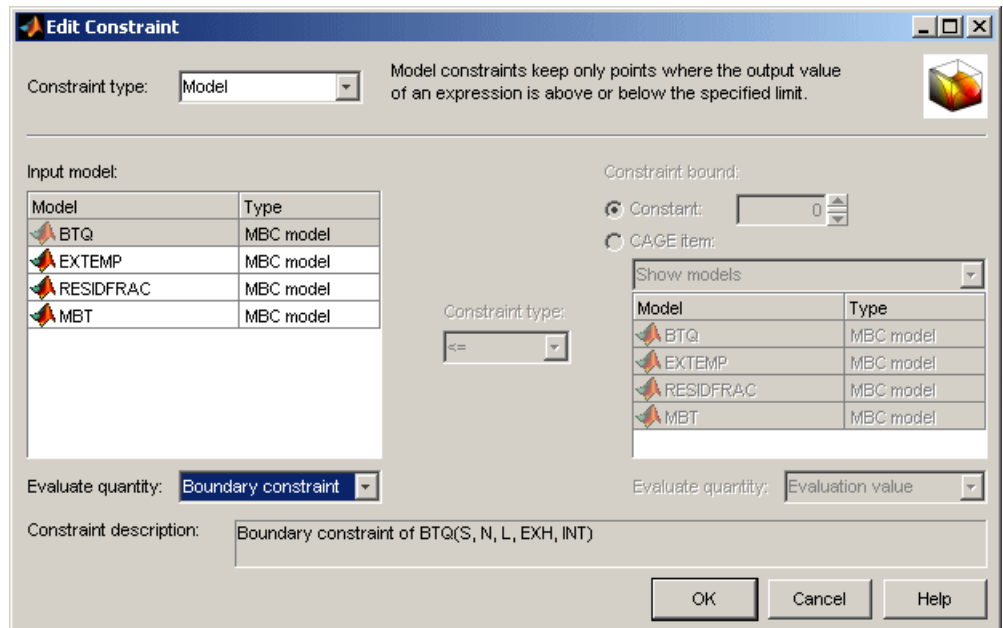 Edit Constraint
Constraint type: Model
Model constraints keep only points where the output value
of an expression is above or below the specified limit.
Input model:
Model Type
BTQ MBC model
EXTEMP MBC model
RESIDFRAC MBC model
MBT MBC model
Evaluate quantity: Boundary constraint
Constraint type:
<=
Constraint bound:
Constant: 0
CAGE item:
Show models
Model Type
BTQ MBC model
EXTEMP MBC model
RESIDFRAC MBC model
MBT MBC model
Evaluate quantity: Evaluation value
Constraint description: Boundary constraint of BTQ(S, N, L, EXH, INT)
OK Cancel Help